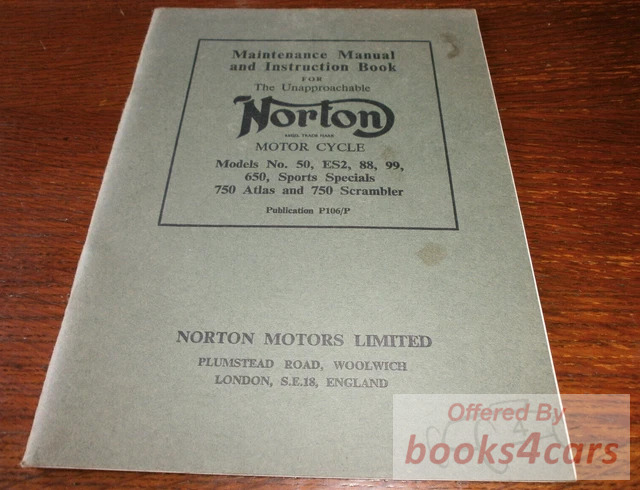 Maintenance Manual
and Instruction Book
FOR
The Unapproachable
Norton
REGD. TRADE MARK
MOTOR CYCLE
Models No. 50, ES2, 88, 99,
650, Sports Specials
750 Atlas and 750 Scrambler
Publication P106/P
NORTON MOTORS LIMITED
PLUMSTEAD ROAD, WOOLWICH
LONDON, S.E.18, ENGLAND
Offered By
books4cars